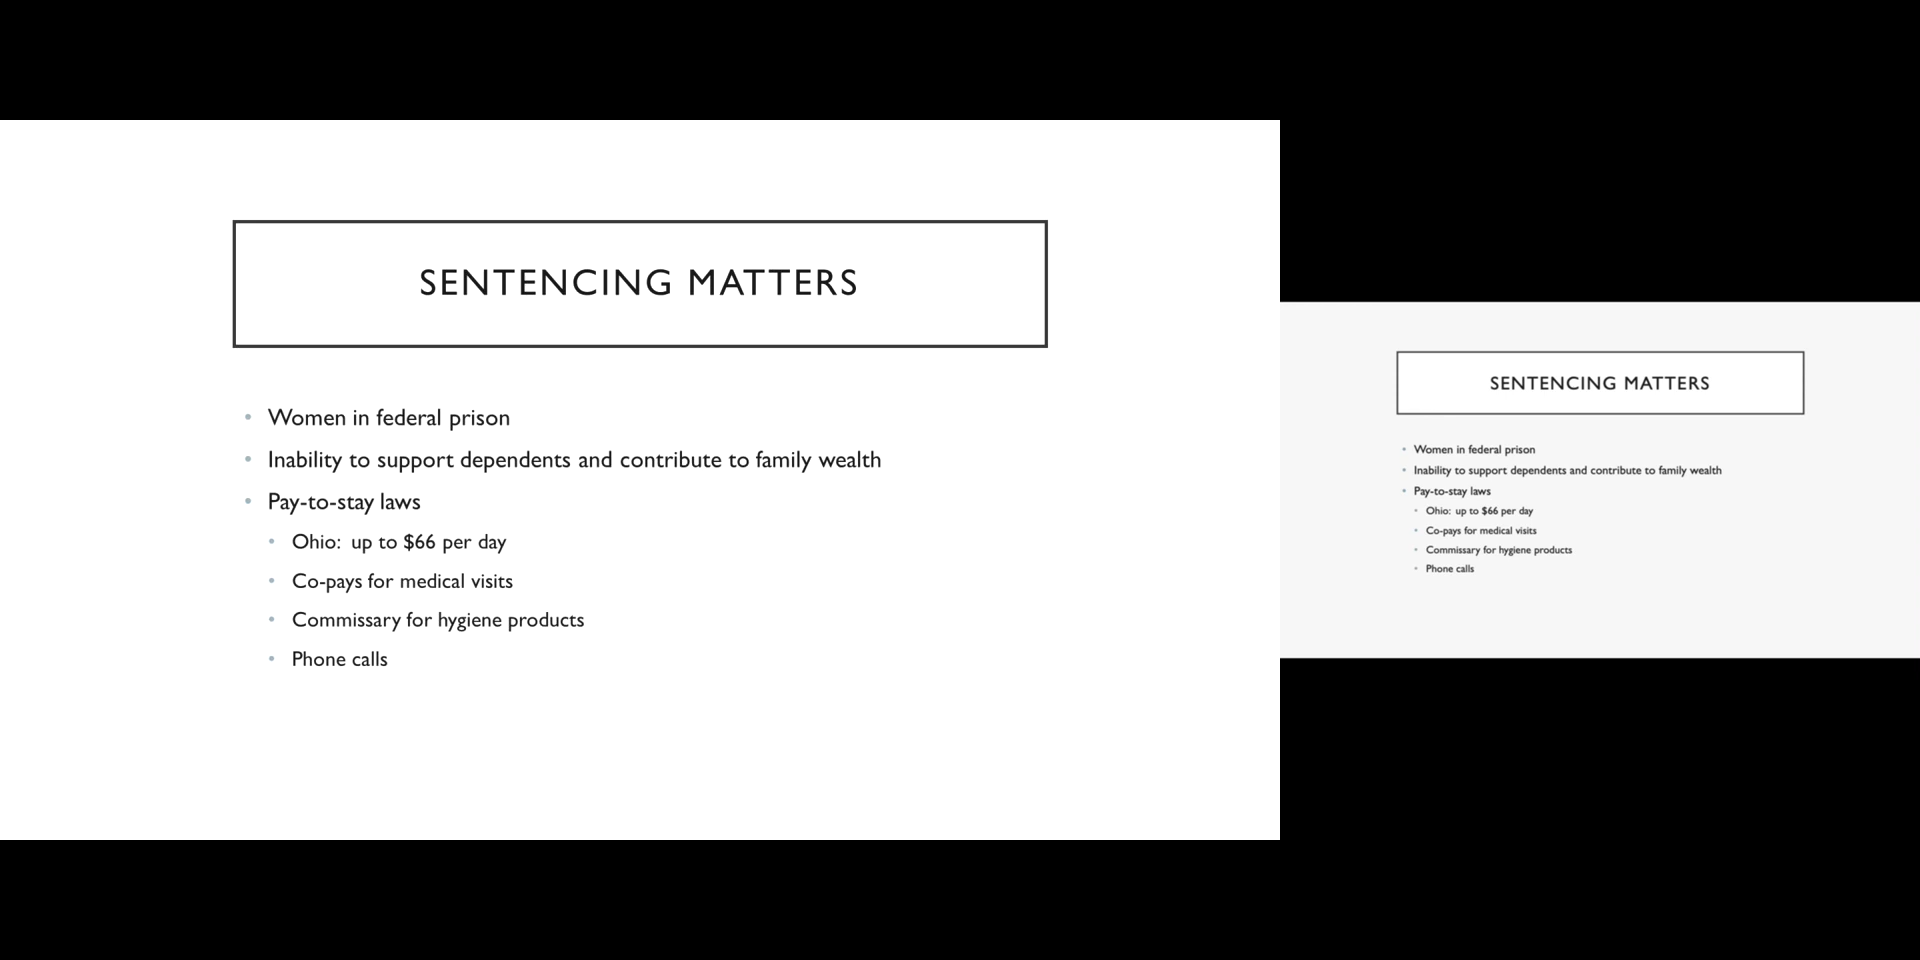 SENTENCING MATTERS
• Women in federal prison
• Inability to support dependents and contribute to family wealth
• Pay-to-stay laws
• Ohio:  up to $66 per day
• Co-pays for medical visits
• Commissary for hygiene products
• Phone calls
SENTENCING MATTERS
• Women in federal prison
• Inability to support dependents and contribute to family wealth
• Pay-to-stay laws
• Ohio:  up to $66 per day
• Co-pays for medical visits
• Commissary for hygiene products
• Phone calls